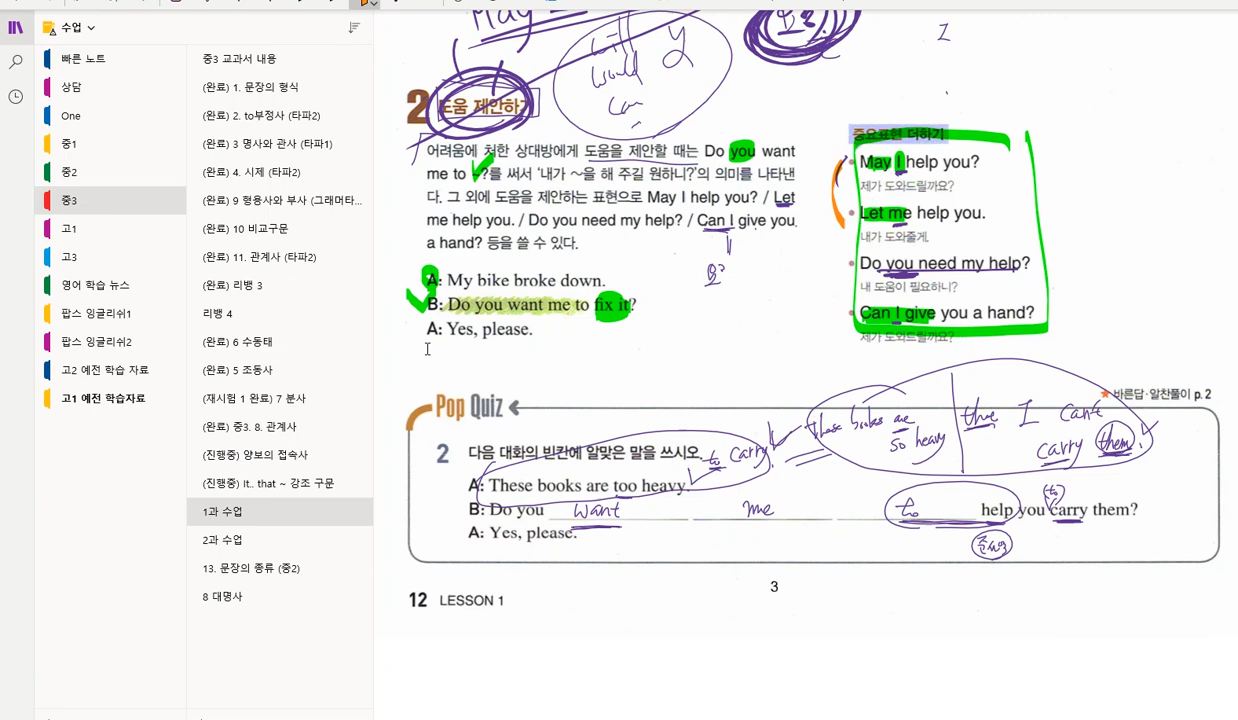 수업
빠른 노트
상담
One
중1
중2
중3
고1
고3
영어 학습 뉴스
팝스 잉글리쉬1
팝스 잉글리쉬2
고2 예전 학습 자료
고1 예전 학습자료
중3 교과서 내용
(완료) 1. 문장의 형식
(완료) 2. to부정사 (타파2)
(완료) 3 명사와 관사 (타파1)
(완료) 4. 시제 (타파2)
(완료) 9 형용사와 부사 (그래머타...
(완료) 10 비교구문
(완료) 11. 관계사 (타파2)
(완료) 리뱅 3
리뱅 4
(완료) 6 수동태
(완료) 5 조동사
(재시험 1 완료) 7 분사
(완료) 중3. 8. 관계사
(진행중) 양보의 접속사
(진행중) It.. that ~ 강조 구문
1과 수업
2과 수업
13. 문장의 종류 (중2)
8 대명사
May
will
would
can
I
2 도움 제안하기
어려움에 처한 상대방에게 도움을 제안할 때는 Do you want
me to ~?를 써서 '내가 ~을 해 주길 원하니?'의 의미를 나타낸
다. 그 외에 도움을 제안하는 표현으로 May I help you? / Let
me help you. / Do you need my help? / Can I give you
a hand? 등을 쓸 수 있다.
A: My bike broke down.
B: Do you want me to fix it?
A: Yes, please.
중요표현 더하기
May I help you?
제가 도와드릴까요?
Let me help you.
내가 도와줄게.
Do you need my help?
내 도움이 필요하니?
Can I give you a hand?
제가 도와드릴까요?
Pop Quiz
바른답·알찬풀이 p. 2
These books are so heavy
that I can't carry them.
2 다음 대화의 빈칸에 알맞은 말을 쓰시오.
to carry
A: These books are too heavy.
B: Do you want me to help you (to) carry them?
A: Yes, please.
3
12 LESSON 1